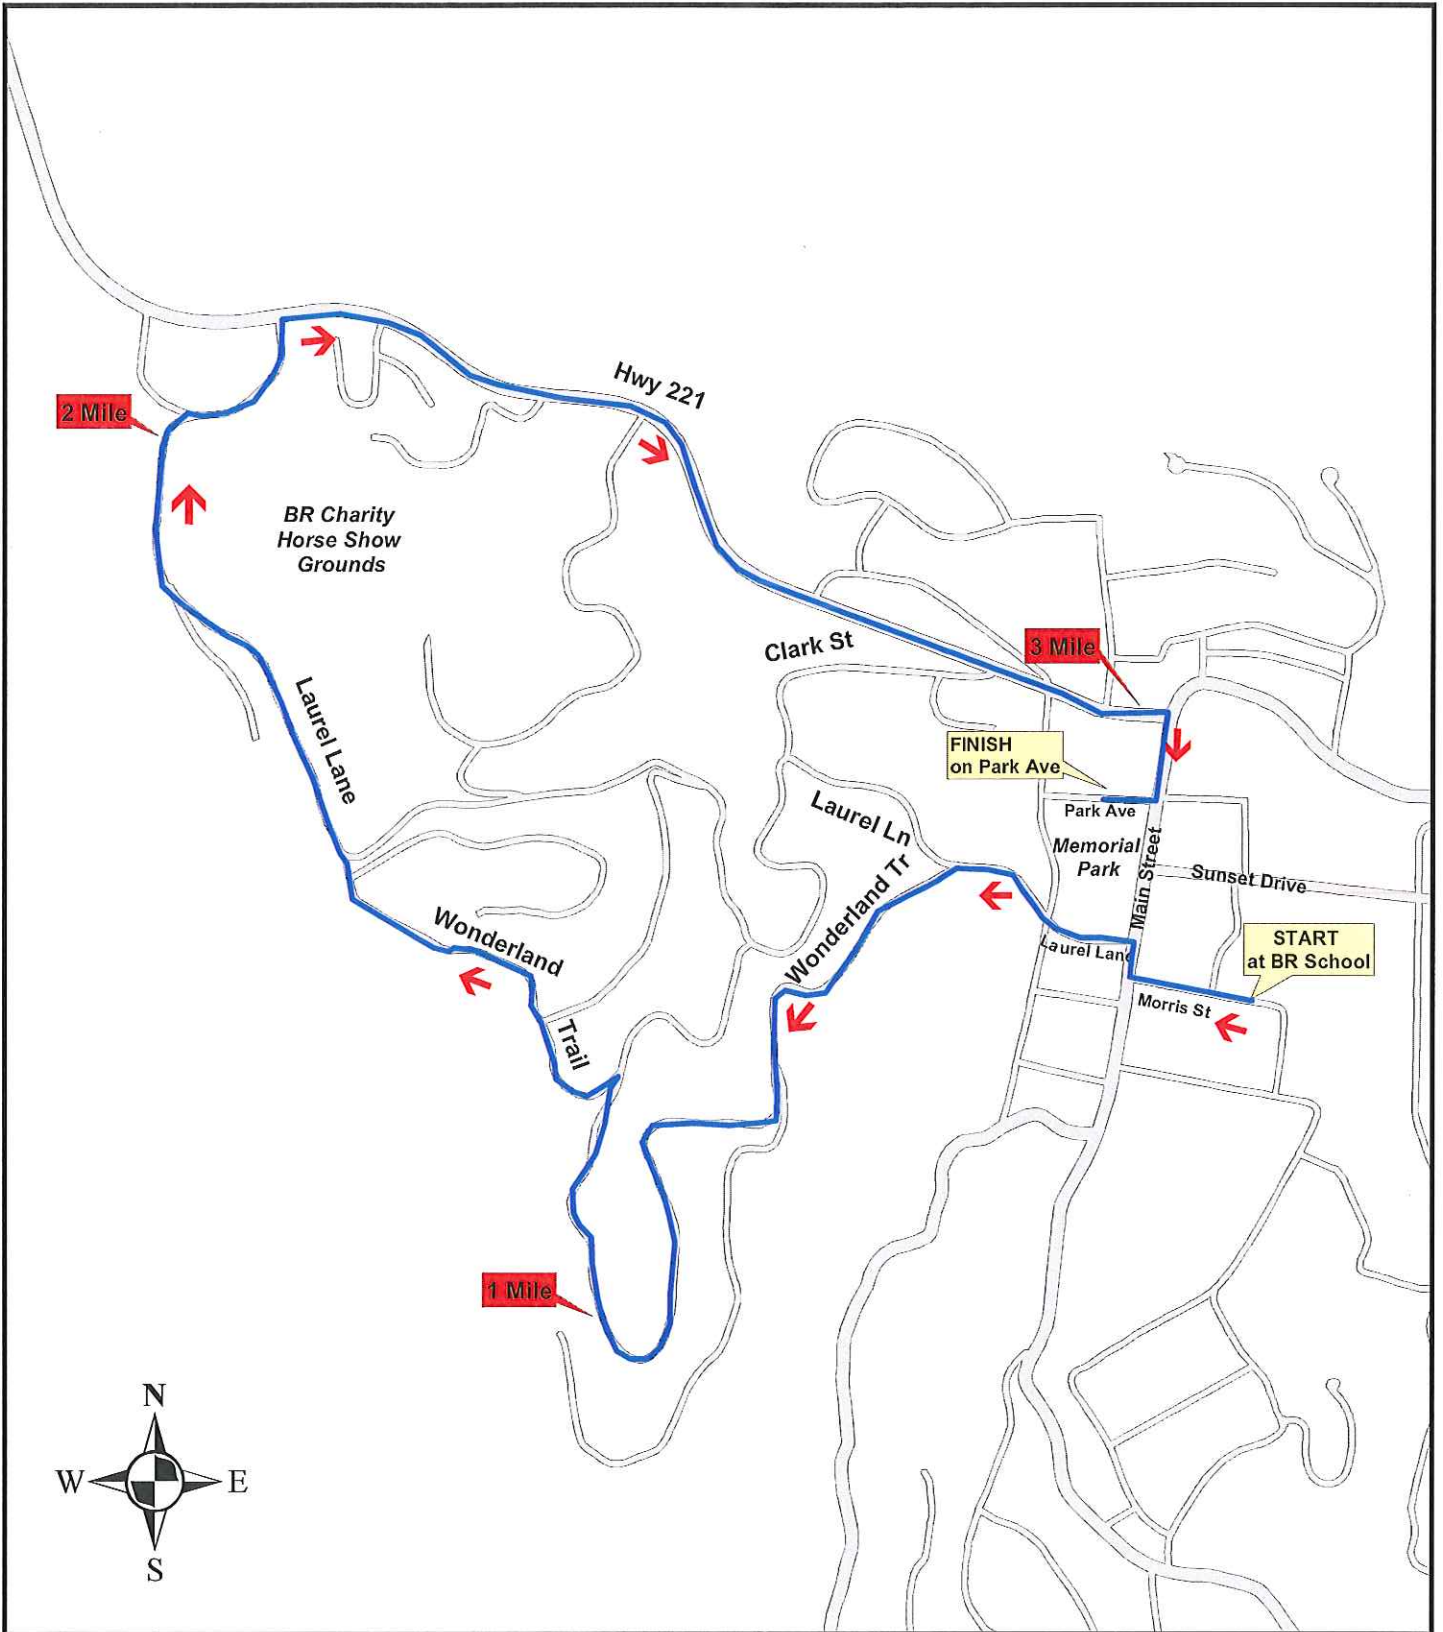 Hwy 221
2 Mile
BR Charity
Horse Show
Grounds
Clark St
3 Mile
Laurel Lane
FINISH
on Park Ave
Park Ave
Laurel Ln
Memorial
Park
Main Street
Sunset Drive
Wonderland Tr
Wonderland
Trail
Laurel Lane
START
at BR School
Morris St
1 Mile
N
W
E
S